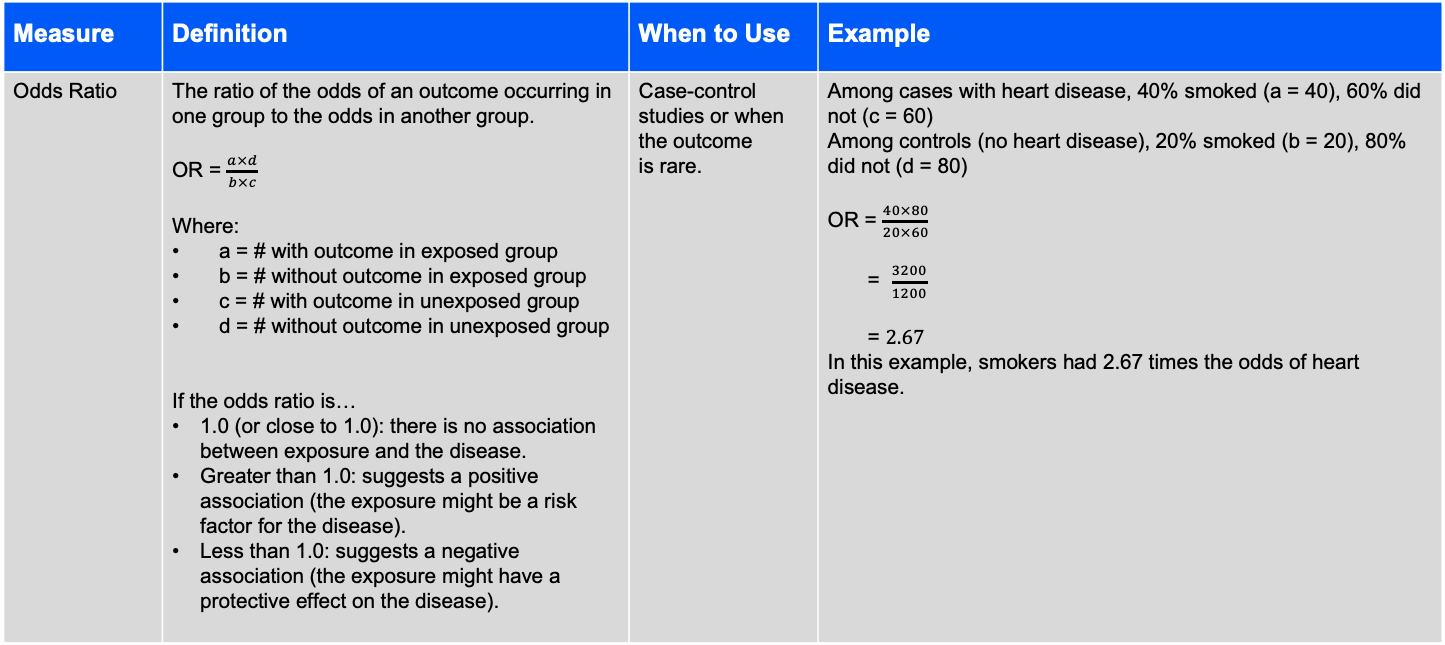 Measure
Definition
When to Use
Example
Odds Ratio
The ratio of the odds of an outcome occurring in
one group to the odds in another group.
OR = a×d
b×c
Where:
• a = # with outcome in exposed group
• b = # without outcome in exposed group
• c = # with outcome in unexposed group
• d = # without outcome in unexposed group
If the odds ratio is…
• 1.0 (or close to 1.0): there is no association
between exposure and the disease.
• Greater than 1.0: suggests a positive
association (the exposure might be a risk
factor for the disease).
• Less than 1.0: suggests a negative
association (the exposure might have a
protective effect on the disease).
Case-control
studies or when
the outcome
is rare.
Among cases with heart disease, 40% smoked (a = 40), 60% did
not (c = 60)
Among controls (no heart disease), 20% smoked (b = 20), 80%
did not (d = 80)
OR = 40×80
20×60
= 3200
1200
= 2.67
In this example, smokers had 2.67 times the odds of heart
disease.